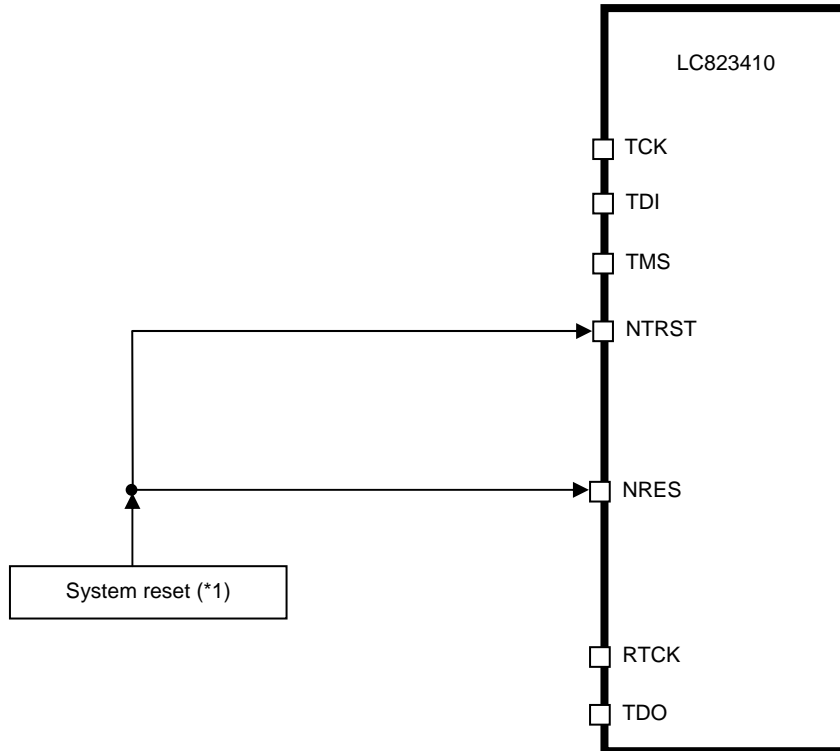 LC823410
TCK
TDI
TMS
NTRST
NRES
System reset (*1)
RTCK
TDO